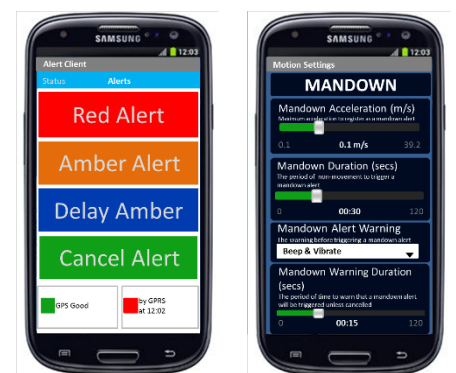 SAMSUNG
12:03
Alert Client
Status Alerts
Red Alert
Amber Alert
Delay Amber
Cancel Alert
GPS Good
by GPRS
at 12:02
SAMSUNG
12:03
Motion Settings
MANDOWN
Mandown Acceleration (m/s)
Maximum acceleration to register as a mandown alert
0.1 0.1 m/s 39.2
Mandown Duration (secs)
The period of non-movement to trigger a
mandown alert
0 00:30 120
Mandown Alert Warning
The warning before triggering a mandown alert
Beep & Vibrate
Mandown Warning Duration
(secs)
The period of time to warn that a mandown alert
will be triggered unless cancelled
0 00:15 120